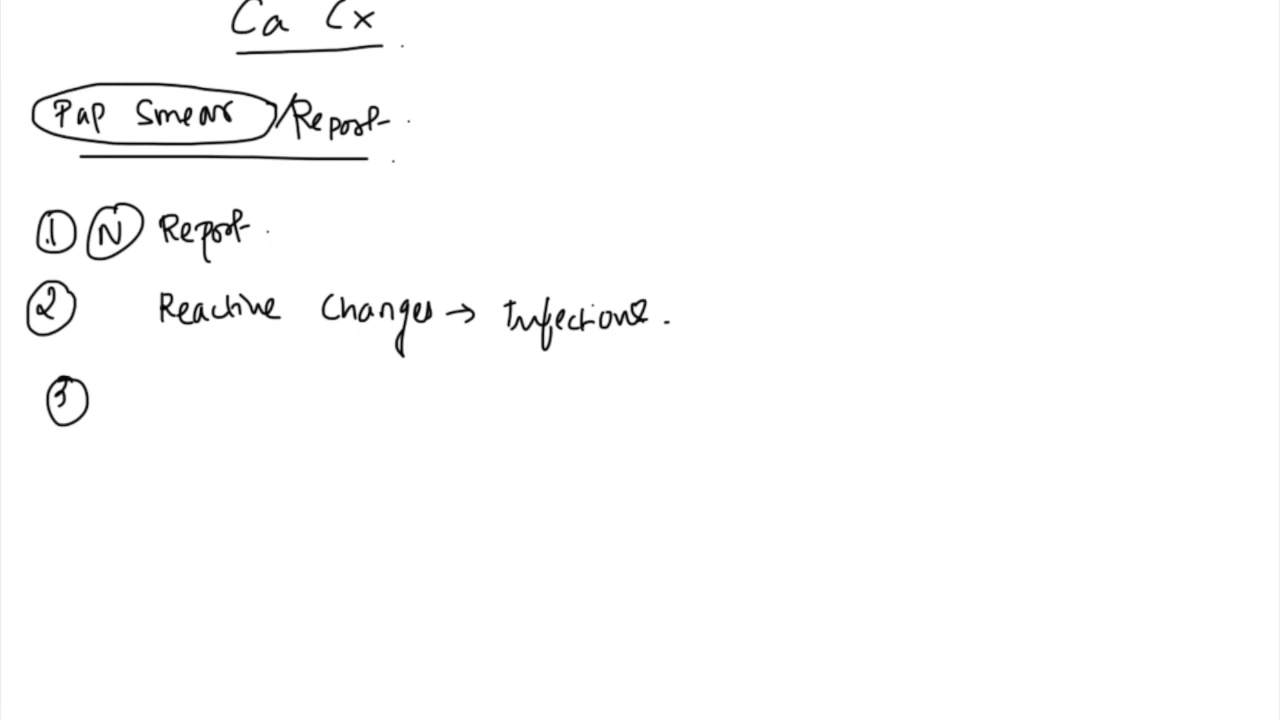 Ca Cx
Pap Smear/Report
① Ⓝ Report.
② Reactive Changes → Infections.
③